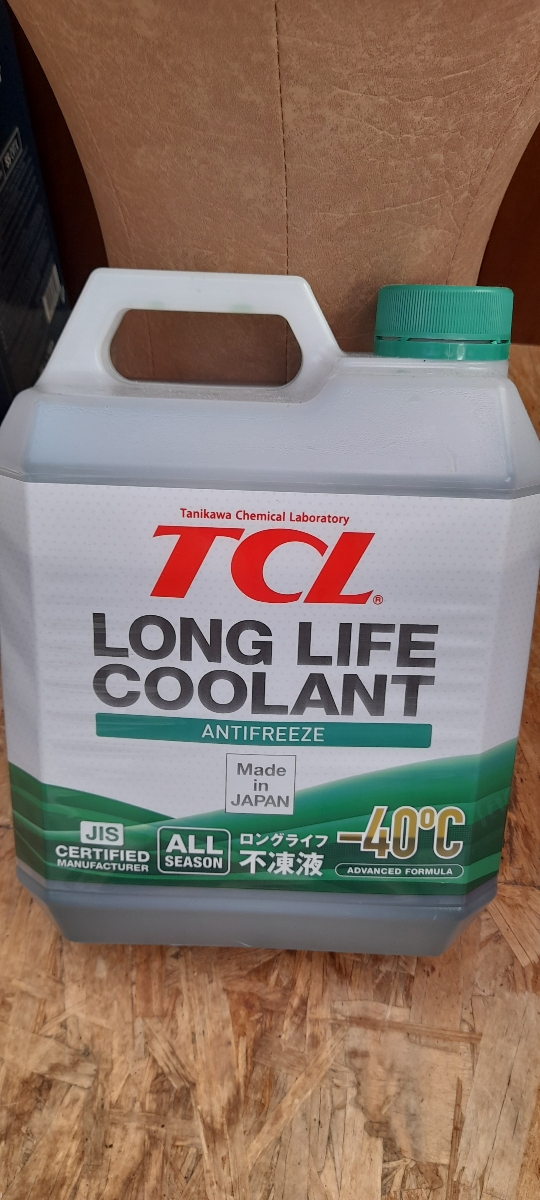 Tanikawa Chemical Laboratory
TCL®
LONG LIFE
COOLANT
ANTIFREEZE
Made
in
JAPAN
JIS
CERTIFIED
MANUFACTURER
ALL
SEASON
ロングライフ
不凍液
-40°C
ADVANCED FORMULA